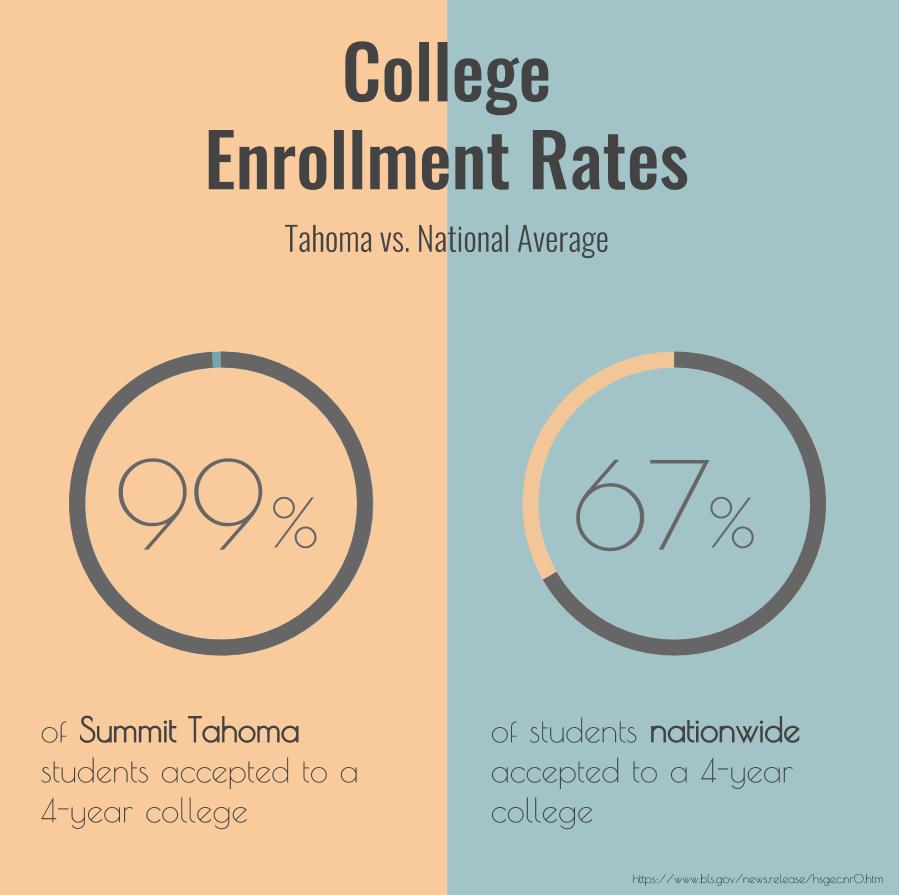 College
Enrollment Rates
Tahoma vs. National Average
99%
of Summit Tahoma
students accepted to a
4-year college
67%
of students nationwide
accepted to a 4-year
college
https://www.bls.gov/news.release/hsgec.nr0.htm